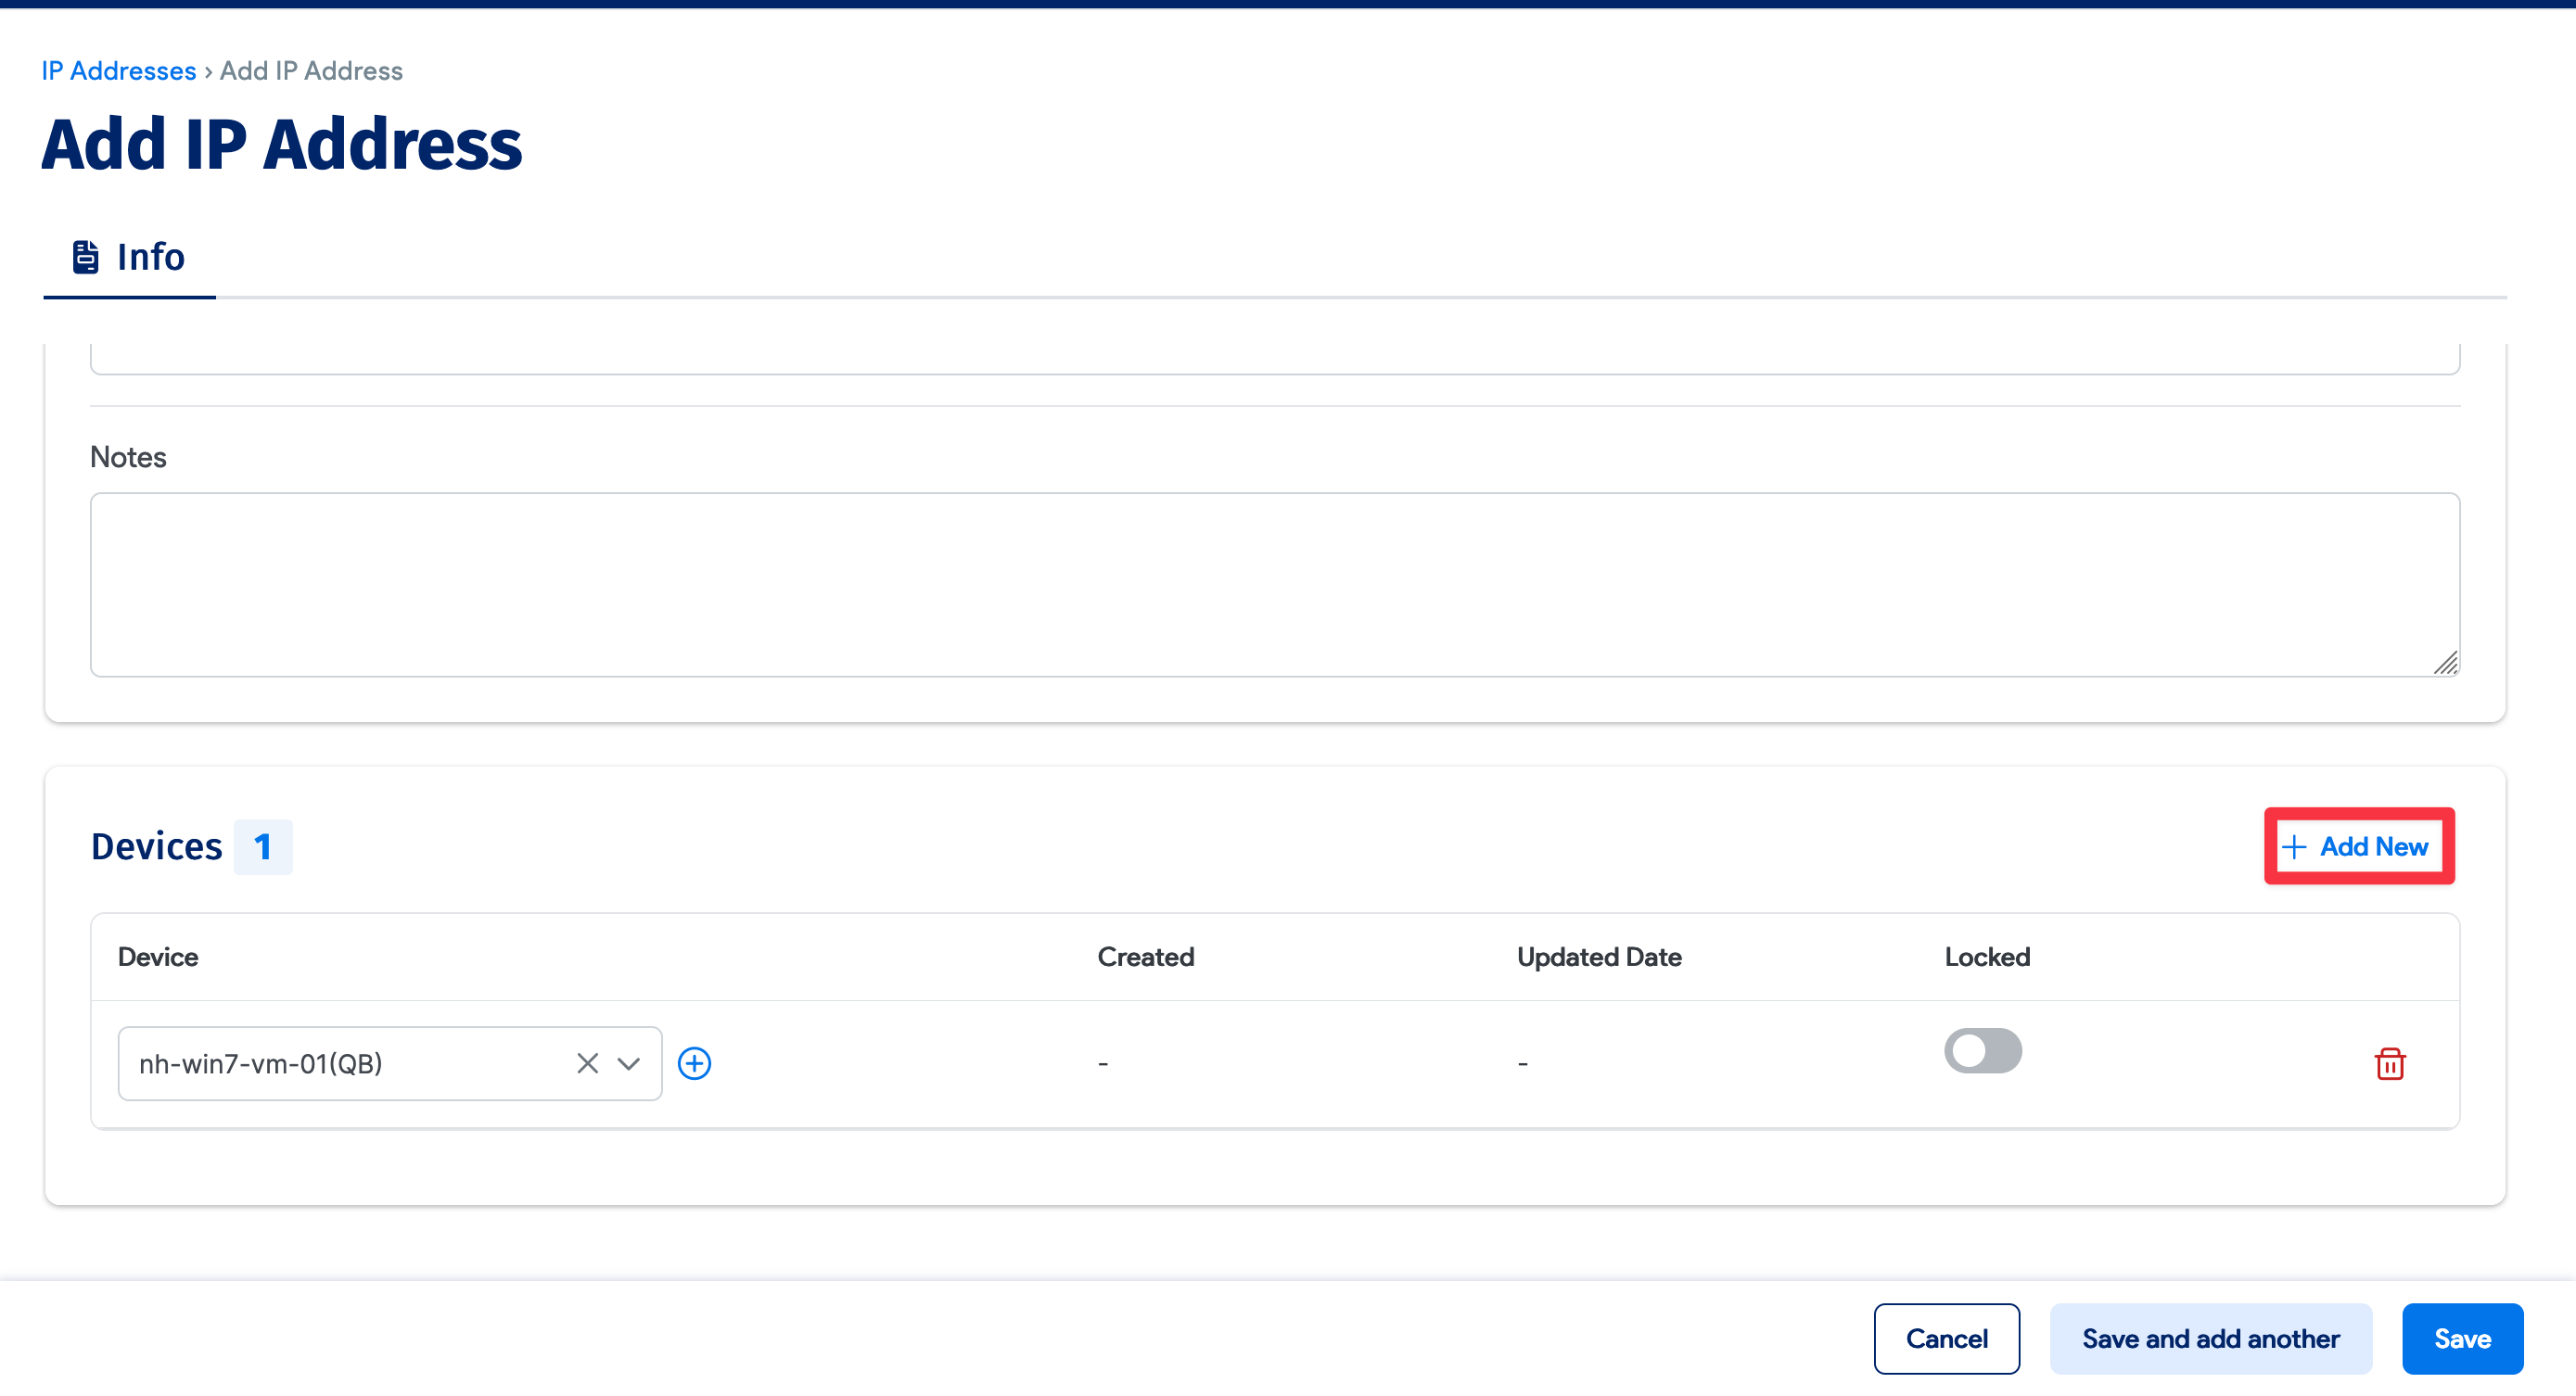 IP Addresses › Add IP Address
Add IP Address
Info
Notes
Devices 1
+ Add New
Device Created Updated Date Locked
nh-win7-vm-01(QB) - -
Cancel Save and add another Save